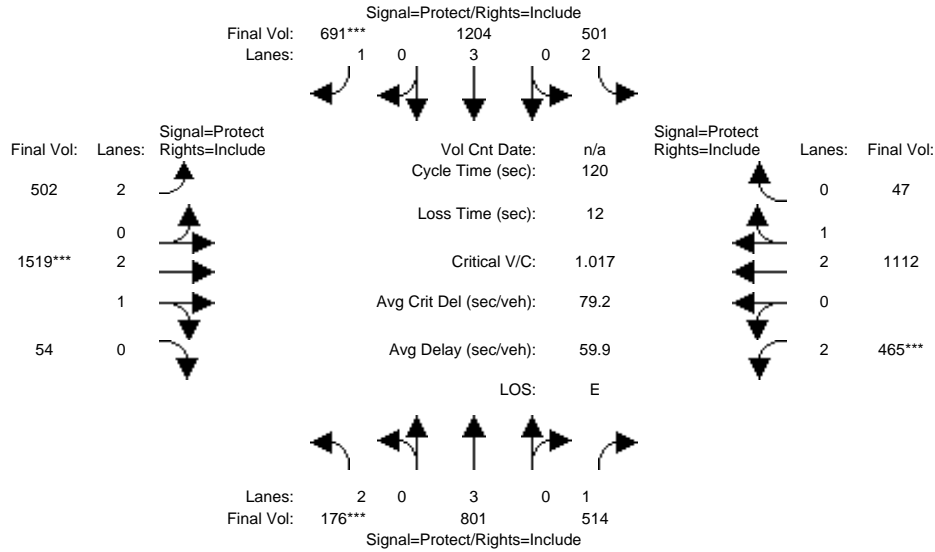 Signal=Protect/Rights=Include
Final Vol: 691*** 1204 501
Lanes: 1 0 3 0 2
Signal=Protect Signal=Protect
Final Vol: Lanes: Rights=Include Vol Cnt Date: n/a Rights=Include Lanes: Final Vol:
Cycle Time (sec): 120
502 2 0 47
Loss Time (sec): 12
0 1
1519*** 2 Critical V/C: 1.017 2 1112
1 Avg Crit Del (sec/veh): 79.2 0
54 0 Avg Delay (sec/veh): 59.9 2 465***
LOS: E
Lanes: 2 0 3 0 1
Final Vol: 176*** 801 514
Signal=Protect/Rights=Include